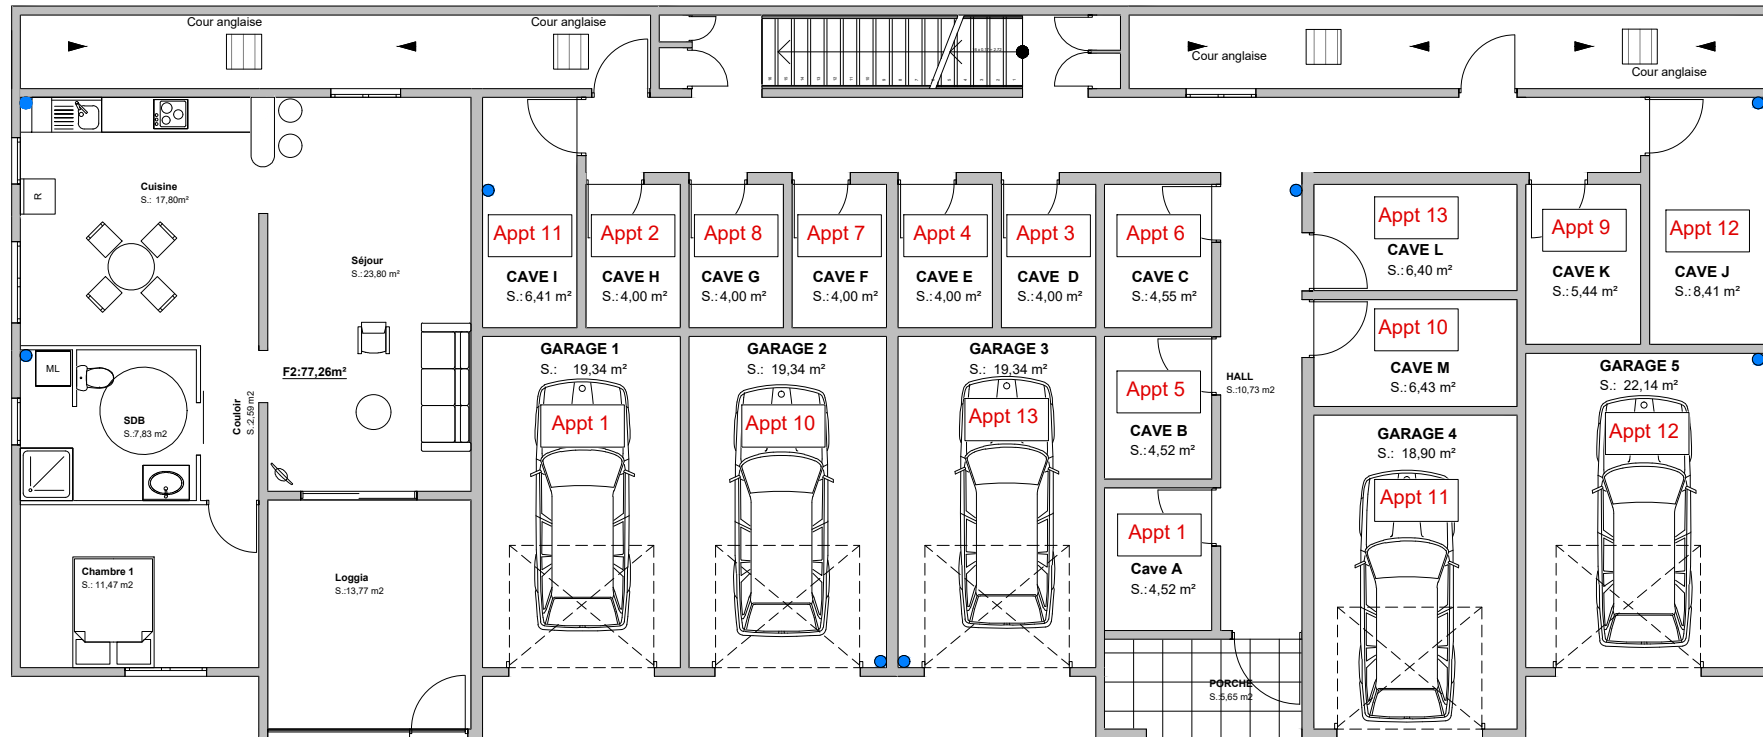 Cour anglaise
Cour anglaise
Cour anglaise
Cour anglaise
Cuisine
S.: 17,80m²
R
Séjour
S.:23,80 m²
F2:77,26m²
ML
SDB
S.:7,83 m2
Couloir
S.:2,59 m2
Chambre 1
S.: 11,47 m2
Loggia
S.:13,77 m2
Appt 11
CAVE I
S.:6,41 m²
Appt 2
CAVE H
S.:4,00 m²
Appt 8
CAVE G
S.:4,00 m²
Appt 7
CAVE F
S.:4,00 m²
Appt 4
CAVE E
S.:4,00 m²
Appt 3
CAVE D
S.:4,00 m²
Appt 6
CAVE C
S.:4,55 m²
Appt 13
CAVE L
S.:6,40 m²
Appt 9
CAVE K
S.:5,44 m²
Appt 12
CAVE J
S.:8,41 m²
Appt 10
CAVE M
S.:6,43 m²
GARAGE 1
S.: 19,34 m²
Appt 1
GARAGE 2
S.: 19,34 m²
Appt 10
GARAGE 3
S.: 19,34 m²
Appt 13
Appt 5
CAVE B
S.:4,52 m²
HALL
S.:10,73 m2
Appt 1
Cave A
S.:4,52 m²
GARAGE 4
S.: 18,90 m²
Appt 11
GARAGE 5
S.: 22,14 m²
Appt 12
PORCHE
S.:5,65 m2